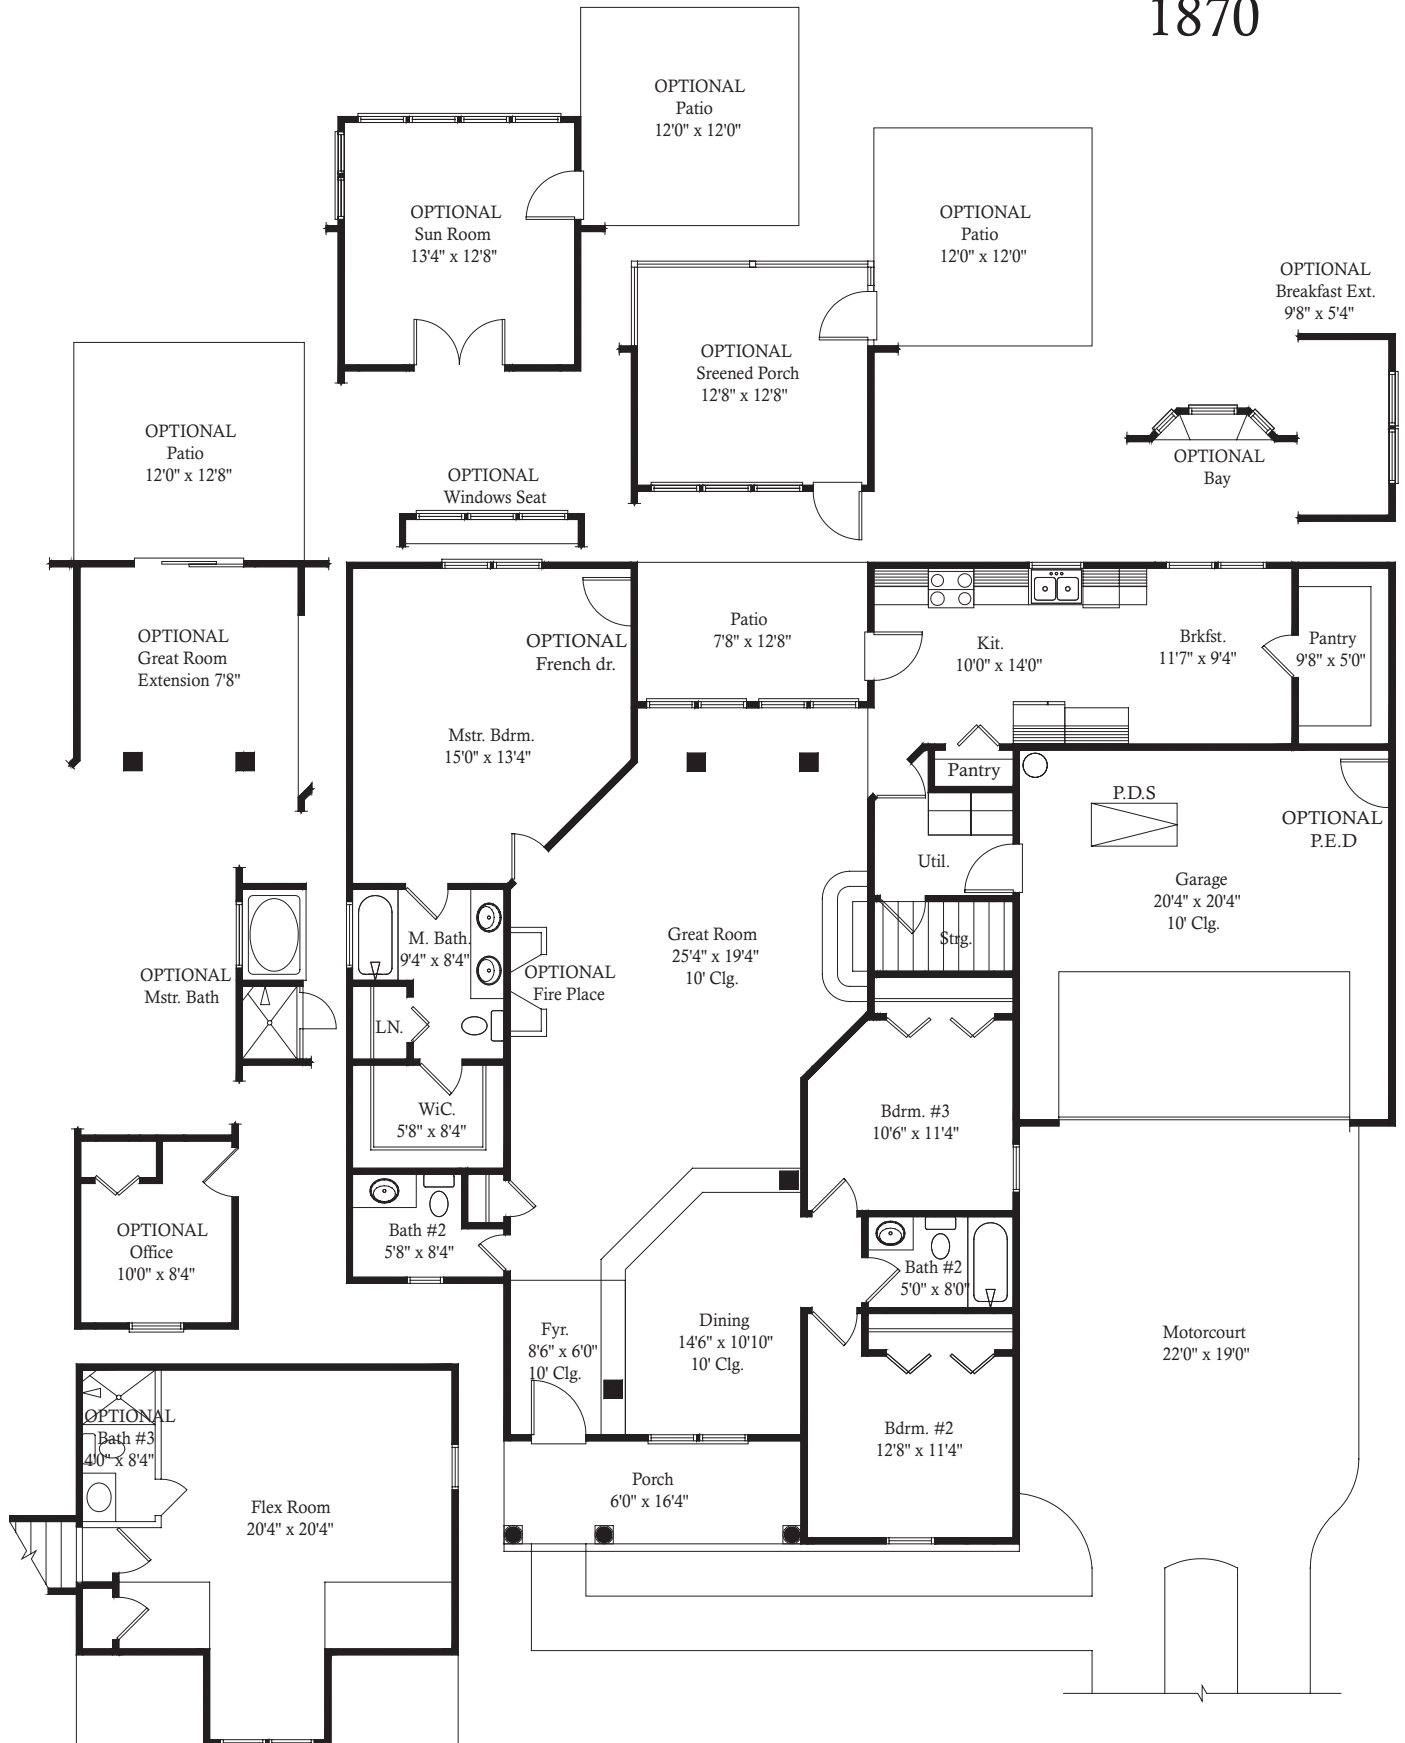 1870
OPTIONAL
Patio
12'0" x 12'0"
OPTIONAL
Sun Room
13'4" x 12'8"
OPTIONAL
Patio
12'0" x 12'0"
OPTIONAL
Breakfast Ext.
9'8" x 5'4"
OPTIONAL
Sreened Porch
12'8" x 12'8"
OPTIONAL
Patio
12'0" x 12'8"
OPTIONAL
Windows Seat
OPTIONAL
Bay
OPTIONAL
Great Room
Extension 7'8"
OPTIONAL
French dr.
Patio
7'8" x 12'8"
Kit.
10'0" x 14'0"
Brkfst.
11'7" x 9'4"
Pantry
9'8" x 5'0"
Mstr. Bdrm.
15'0" x 13'4"
Pantry
P.D.S
OPTIONAL
P.E.D
Util.
Garage
20'4" x 20'4"
10' Clg.
M. Bath.
9'4" x 8'4"
Great Room
25'4" x 19'4"
10' Clg.
Strg.
OPTIONAL
Mstr. Bath
OPTIONAL
Fire Place
LN.
WiC.
5'8" x 8'4"
Bdrm. #3
10'6" x 11'4"
OPTIONAL
Office
10'0" x 8'4"
Bath #2
5'8" x 8'4"
Bath #2
5'0" x 8'0"
Fyr.
8'6" x 6'0"
10' Clg.
Dining
14'6" x 10'10"
10' Clg.
Motorcourt
22'0" x 19'0"
OPTIONAL
Bath #3
4'0" x 8'4"
Bdrm. #2
12'8" x 11'4"
Porch
6'0" x 16'4"
Flex Room
20'4" x 20'4"